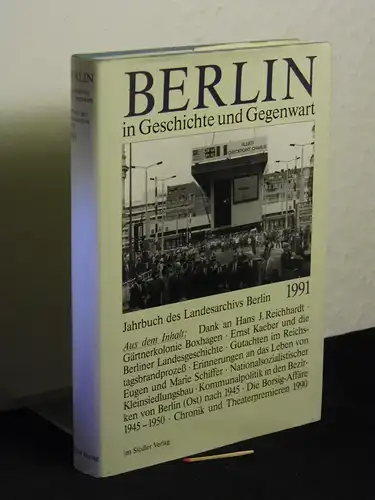 BERLIN
in Geschichte und Gegenwart
ALLIED
CHECKPOINT CHARLIE
Jahrbuch des Landesarchivs Berlin 1991
Aus dem Inhalt: Dank an Hans J. Reichhardt ·
Gärtnerkolonie Boxhagen · Ernst Kaeber und die
Berliner Landesgeschichte · Gutachten im Reichs-
tagsbrandprozeß · Erinnerungen an das Leben von
Eugen und Marie Schiffer · Nationalsozialistischer
Kleinsiedlungsbau · Kommunalpolitik in den Bezir-
ken von Berlin (Ost) nach 1945 · Die Borsig-Affäre
1945–1950 · Chronik und Theaterpremieren 1990
im Siedler Verlag